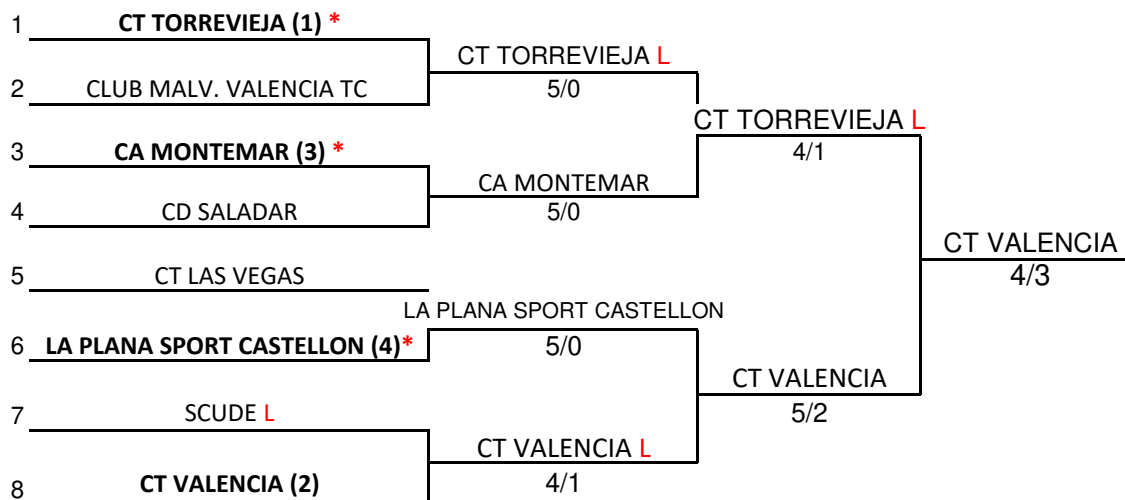 1 CT TORREVIEJA (1) *
CT TORREVIEJA L
2 CLUB MALV. VALENCIA TC
5/0
CT TORREVIEJA L
3 CA MONTEMAR (3) *
4/1
CA MONTEMAR
4 CD SALADAR
5/0
CT VALENCIA
5 CT LAS VEGAS
4/3
LA PLANA SPORT CASTELLON
6 LA PLANA SPORT CASTELLON (4)*
5/0
CT VALENCIA
7 SCUDE L
5/2
CT VALENCIA L
8 CT VALENCIA (2)
4/1